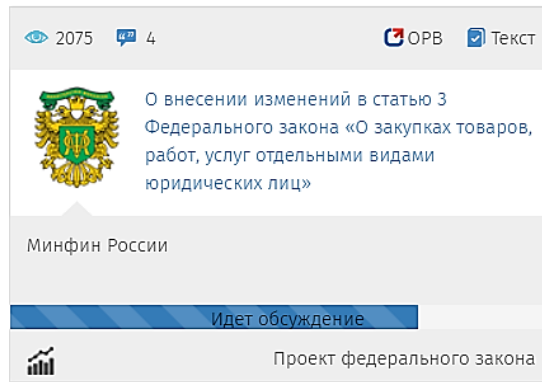 2075 4 ОРВ Текст
О внесении изменений в статью 3
Федерального закона «О закупках товаров,
работ, услуг отдельными видами
юридических лиц»
Минфин России
Идет обсуждение
Проект федерального закона